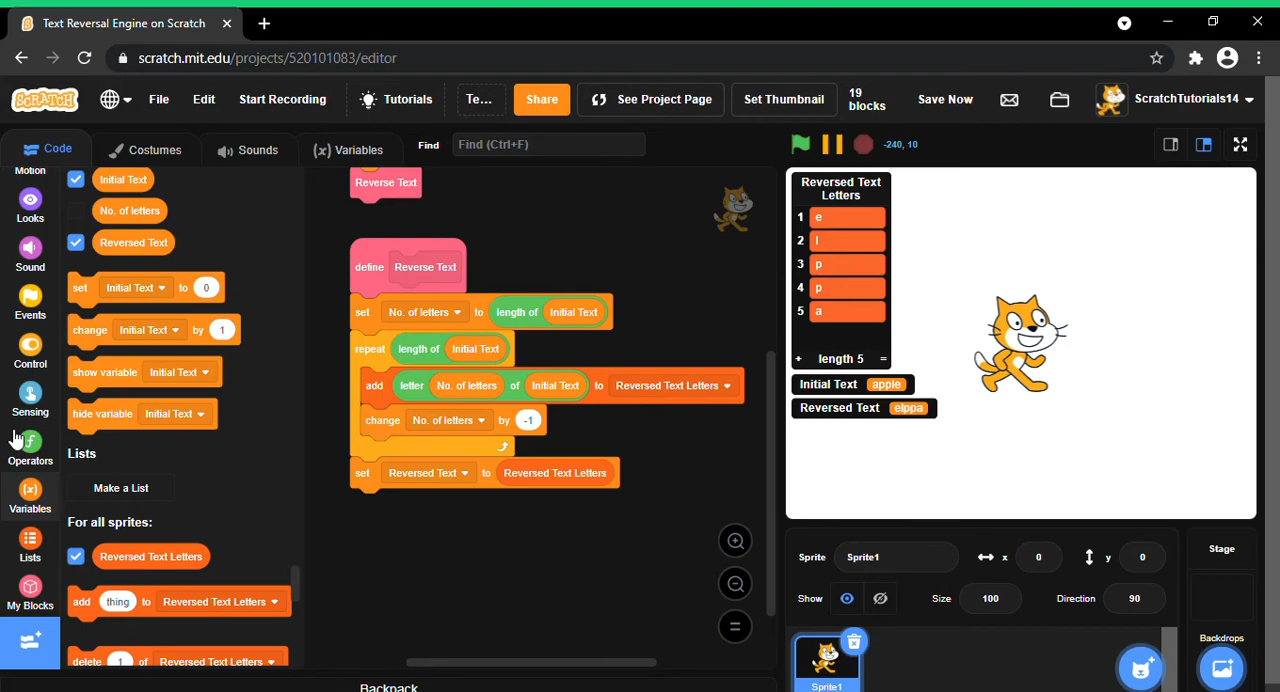 Text Reversal Engine on Scratch
scratch.mit.edu/projects/520101083/editor
SCRATCH File Edit Start Recording Tutorials Te... Share See Project Page Set Thumbnail 19 blocks Save Now ScratchTutorials14
Code Costumes Sounds (x) Variables Find Find (Ctrl+F) -240, 10
Motion
Looks
Sound
Events
Control
Sensing
Operators
(x)
Variables
Lists
My Blocks
Initial Text
No. of letters
Reversed Text
set Initial Text to 0
change Initial Text by 1
show variable Initial Text
hide variable Initial Text
Lists
Make a List
For all sprites:
Reversed Text Letters
add thing to Reversed Text Letters
delete 1 of Reversed Text Letters
Reverse Text
define Reverse Text
set No. of letters to length of Initial Text
repeat length of Initial Text
add letter No. of letters of Initial Text to Reversed Text Letters
change No. of letters by -1
set Reversed Text to Reversed Text Letters
Backpack
Reversed Text
Letters
1 e
2 l
3 p
4 p
5 a
+ length 5 =
Initial Text apple
Reversed Text elppa
Sprite Sprite1 x 0 y 0
Show Size 100 Direction 90
Sprite1
Stage
Backdrops